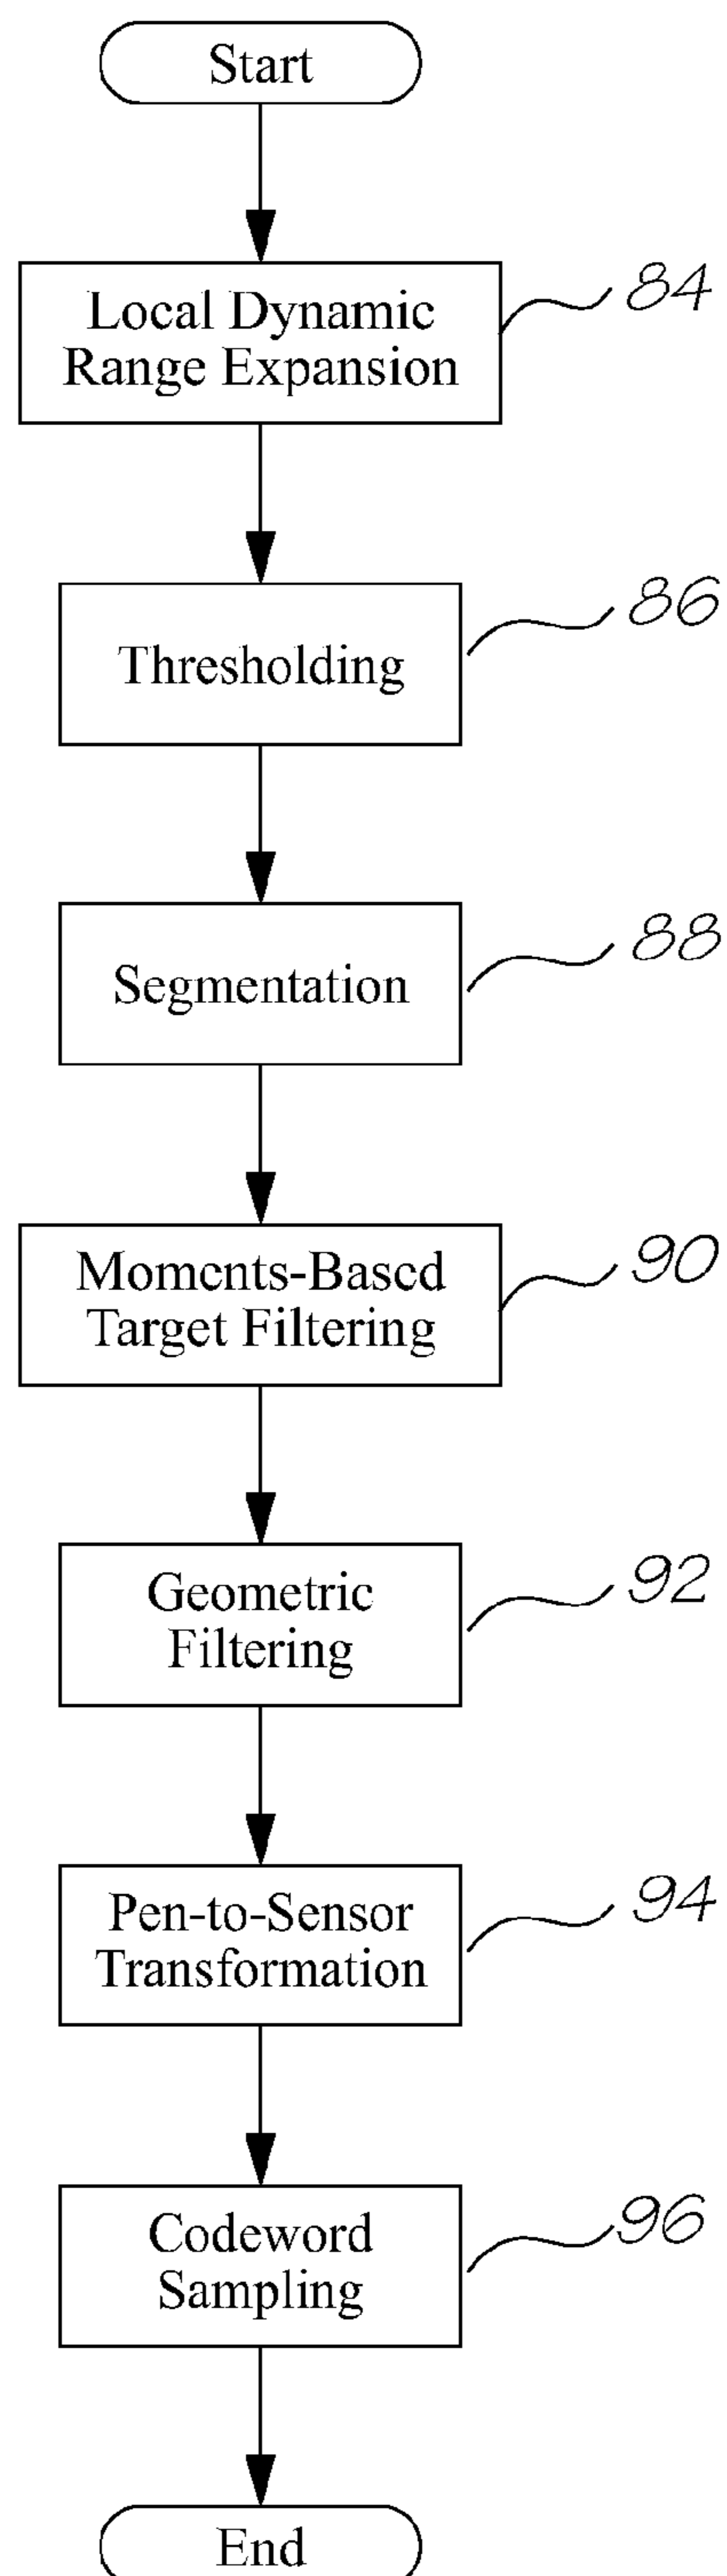 Start
Local Dynamic
Range Expansion
84
Thresholding
86
Segmentation
88
Moments-Based
Target Filtering
90
Geometric
Filtering
92
Pen-to-Sensor
Transformation
94
Codeword
Sampling
96
End